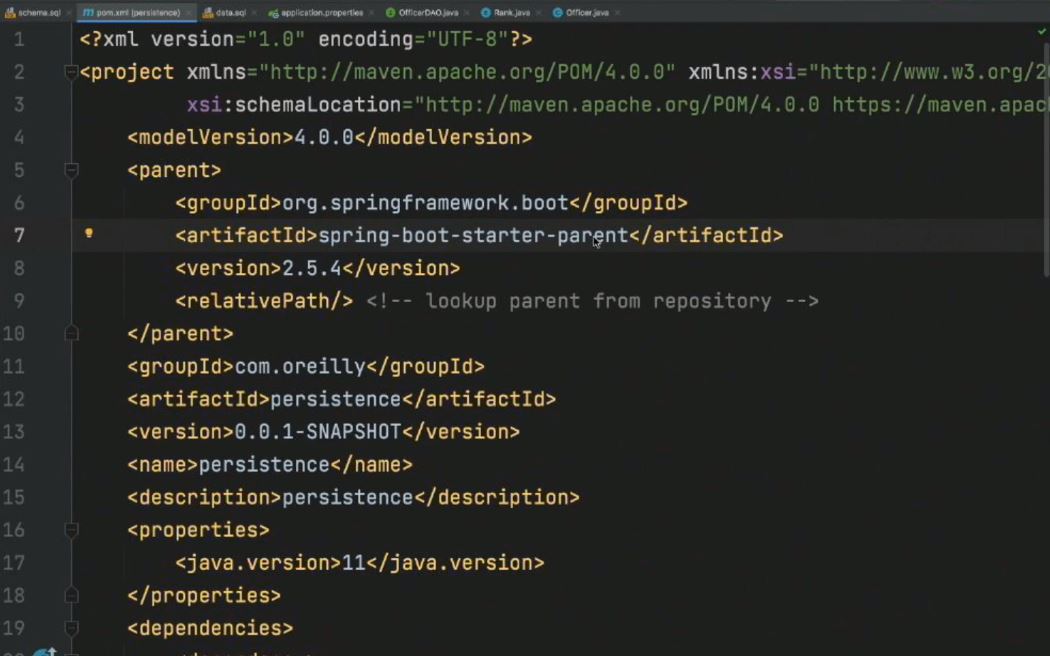 schema.sql pom.xml (persistence) data.sql application.properties OfficerDAO.java Rank.java Officer.java
1 <?xml version="1.0" encoding="UTF-8"?>
2 <project xmlns="http://maven.apache.org/POM/4.0.0" xmlns:xsi="http://www.w3.org/2
3 xsi:schemaLocation="http://maven.apache.org/POM/4.0.0 https://maven.apac
4 <modelVersion>4.0.0</modelVersion>
5 <parent>
6 <groupId>org.springframework.boot</groupId>
7 <artifactId>spring-boot-starter-parent</artifactId>
8 <version>2.5.4</version>
9 <relativePath/> <!-- lookup parent from repository -->
10 </parent>
11 <groupId>com.oreilly</groupId>
12 <artifactId>persistence</artifactId>
13 <version>0.0.1-SNAPSHOT</version>
14 <name>persistence</name>
15 <description>persistence</description>
16 <properties>
17 <java.version>11</java.version>
18 </properties>
19 <dependencies>